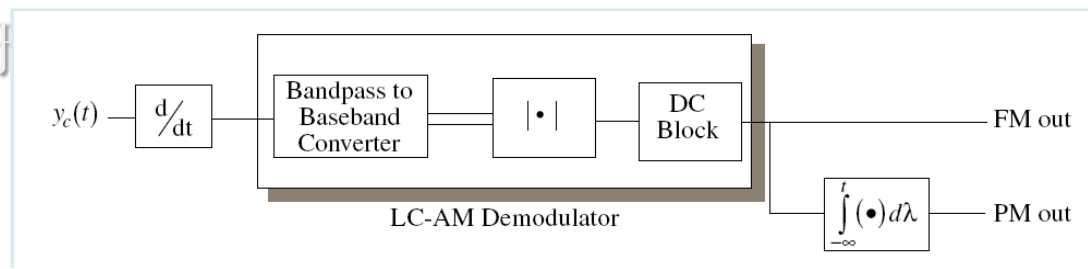 y_c(t)
d/dt
Bandpass to
Baseband
Converter
|•|
DC
Block
FM out
∫_{-∞}^{t}(•)dλ
PM out
LC-AM Demodulator